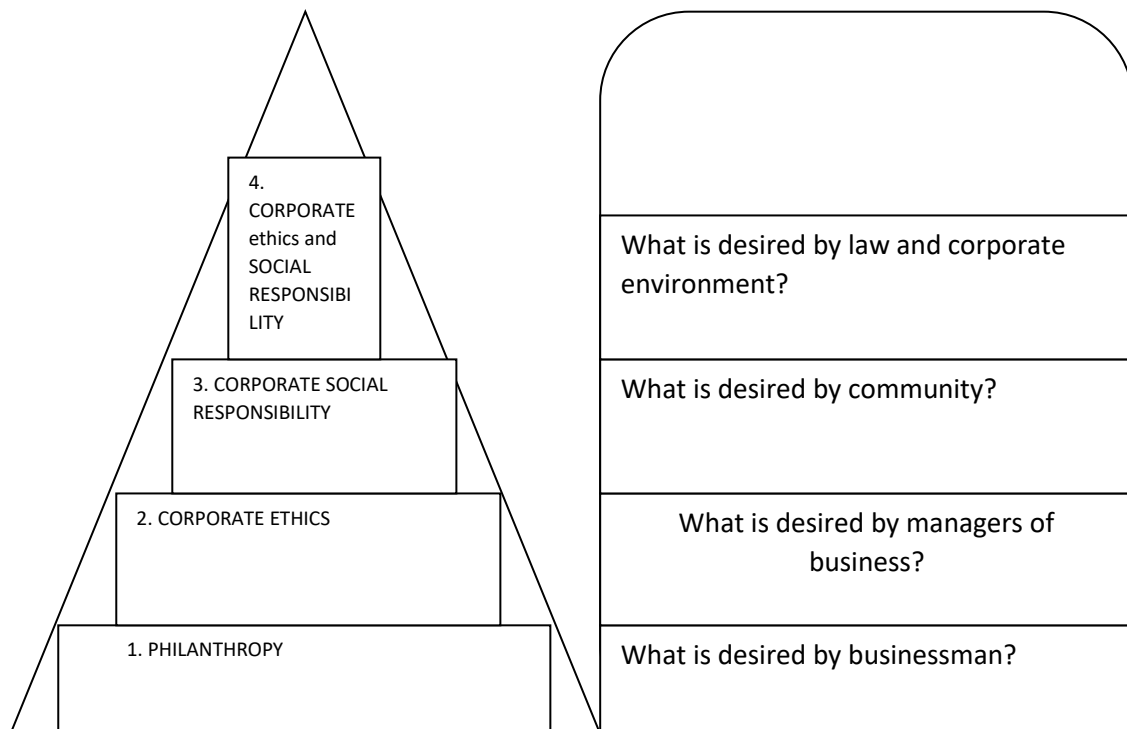 4.
CORPORATE
ethics and
SOCIAL
RESPONSIBI
LITY
What is desired by law and corporate
environment?
3. CORPORATE SOCIAL
RESPONSIBILITY
What is desired by community?
2. CORPORATE ETHICS
What is desired by managers of
business?
1. PHILANTHROPY
What is desired by businessman?